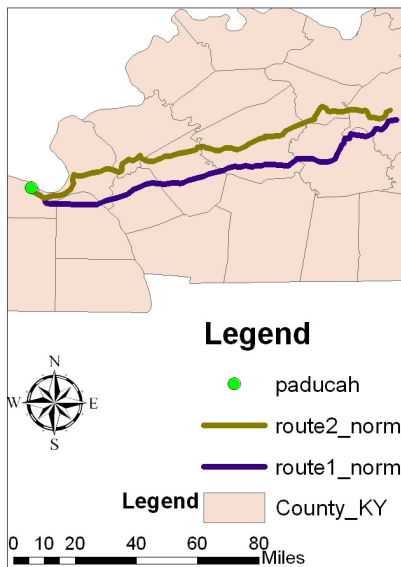 Legend
N
W E
S
paducah
route2_norm
route1_norm
Legend County_KY
0 10 20 40 60 80
Miles